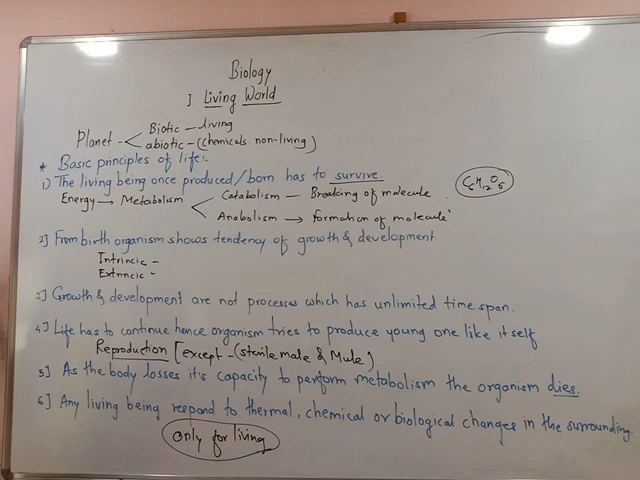 Biology
] Living World
Planet - < Biotic - living
abiotic - (chemicals. non-living)
* Basic principles of life:-
1) The living being once produced/born has to survive.
C6H12O6
Energy → Metabolism < Catabolism - Breaking of molecule
Anobolism → formation of molecule'
2] From birth organism shows tendency of growth & development.
Intrincic -
Extrincic -
3] Growth & development are not processes which has unlimited time span.
4] Life has to continue hence organism tries to produce young one like itself
Reproduction [except - (sterile male & Mule)
5] As the body losses it's capacity to perform metabolism the organism dies.
6] Any living being respond to thermal, chemical or biological changes in the surrounding.
Only for living